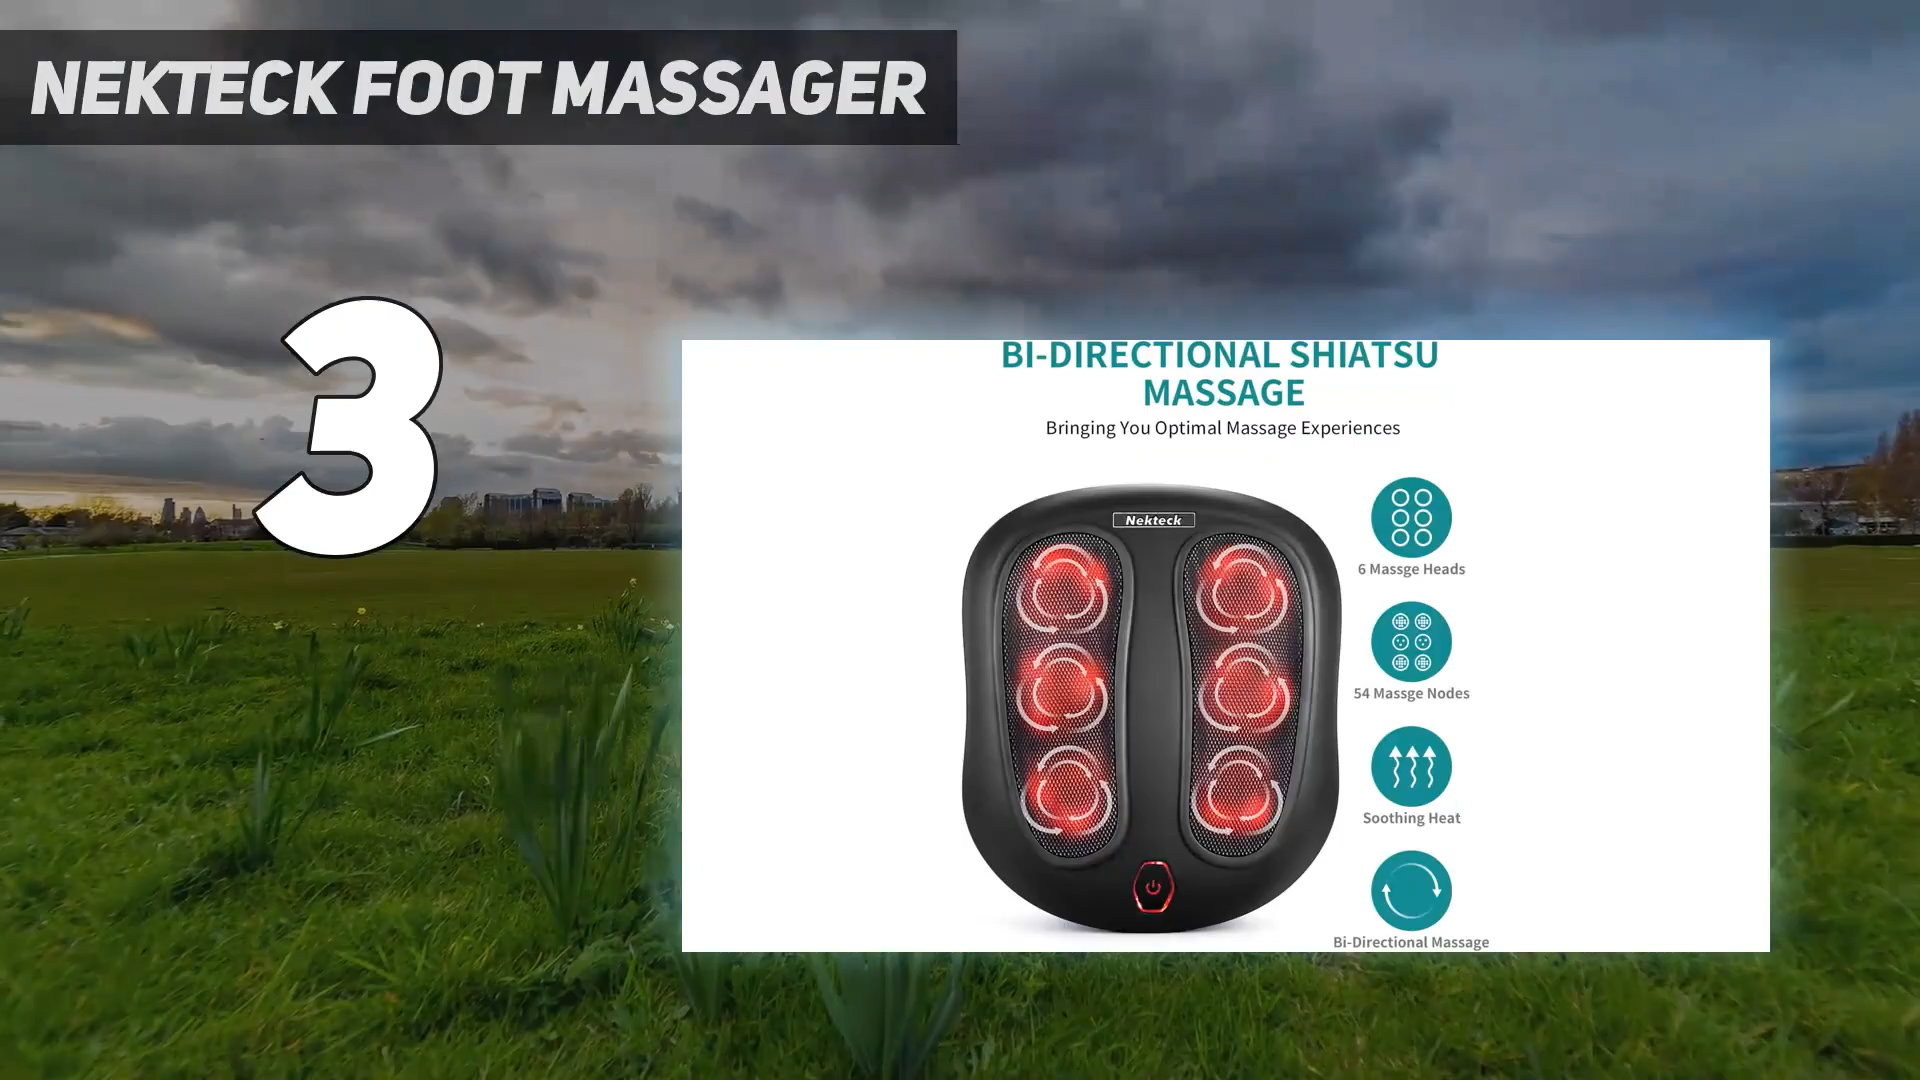 NEKTECK FOOT MASSAGER
3
BI-DIRECTIONAL SHIATSU
MASSAGE
Bringing You Optimal Massage Experiences
Nekteck
6 Massge Heads
54 Massge Nodes
Soothing Heat
Bi-Directional Massage